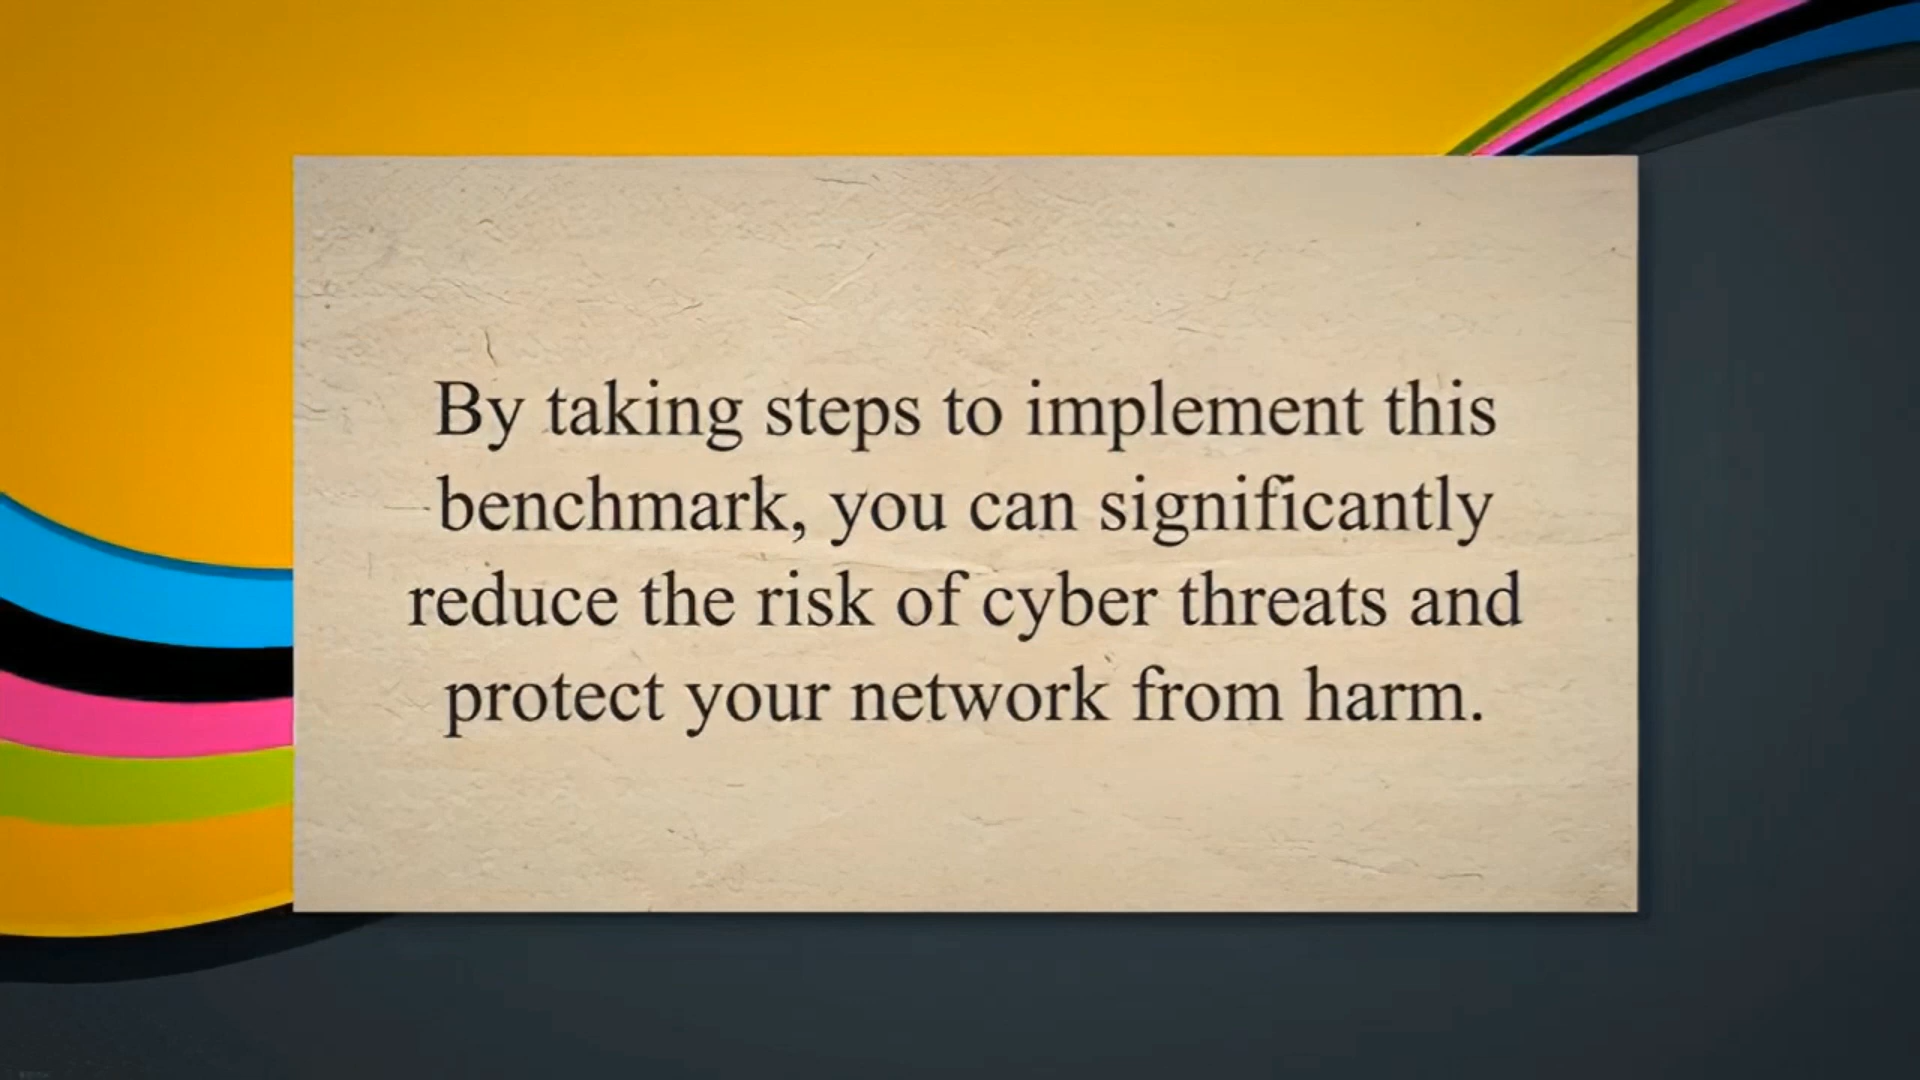 By taking steps to implement this
benchmark, you can significantly
reduce the risk of cyber threats and
protect your network from harm.